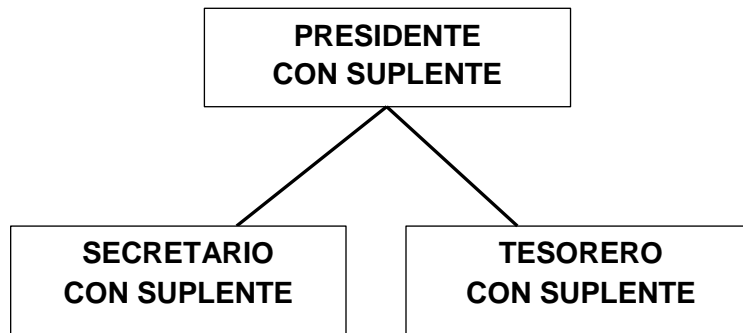 PRESIDENTE
CON SUPLENTE
SECRETARIO
CON SUPLENTE
TESORERO
CON SUPLENTE